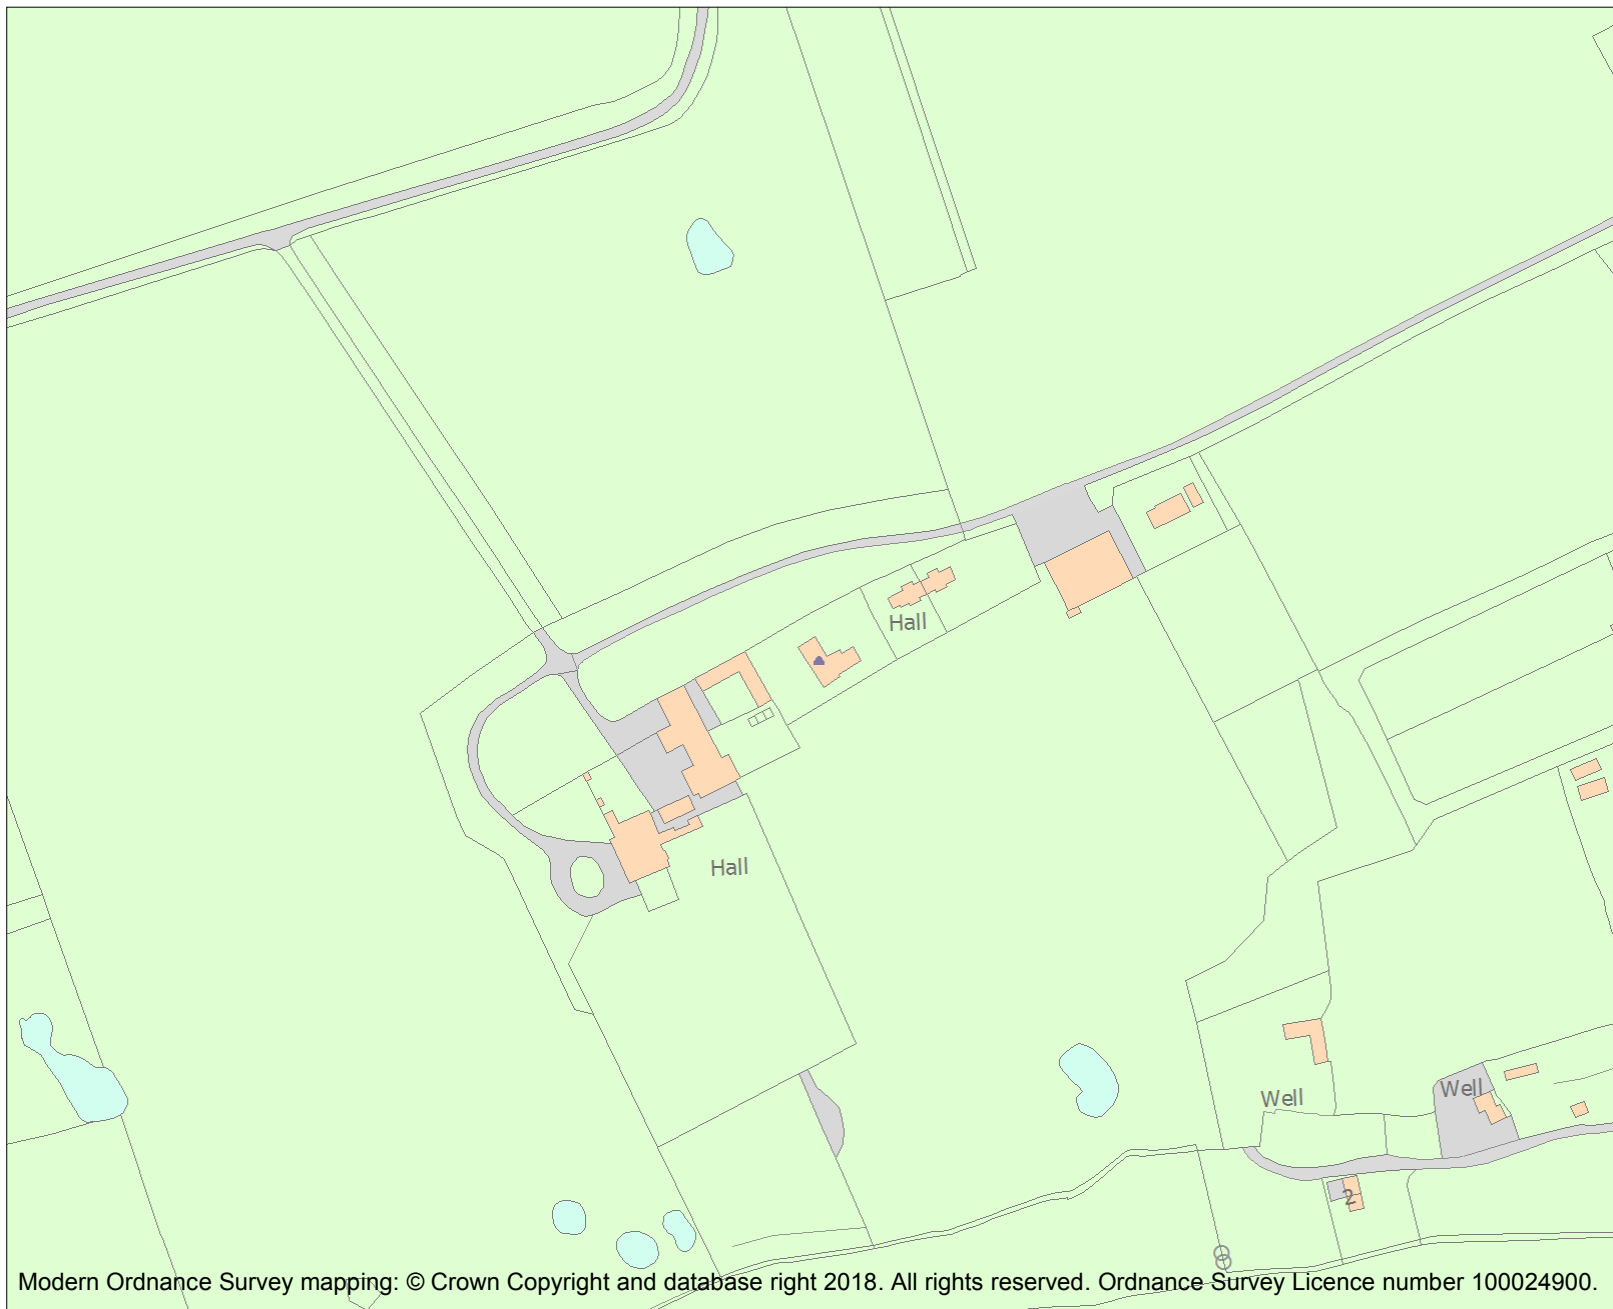 Hall
Hall
Well
Well
2
8
Modern Ordnance Survey mapping: © Crown Copyright and database right 2018. All rights reserved. Ordnance Survey Licence number 100024900.